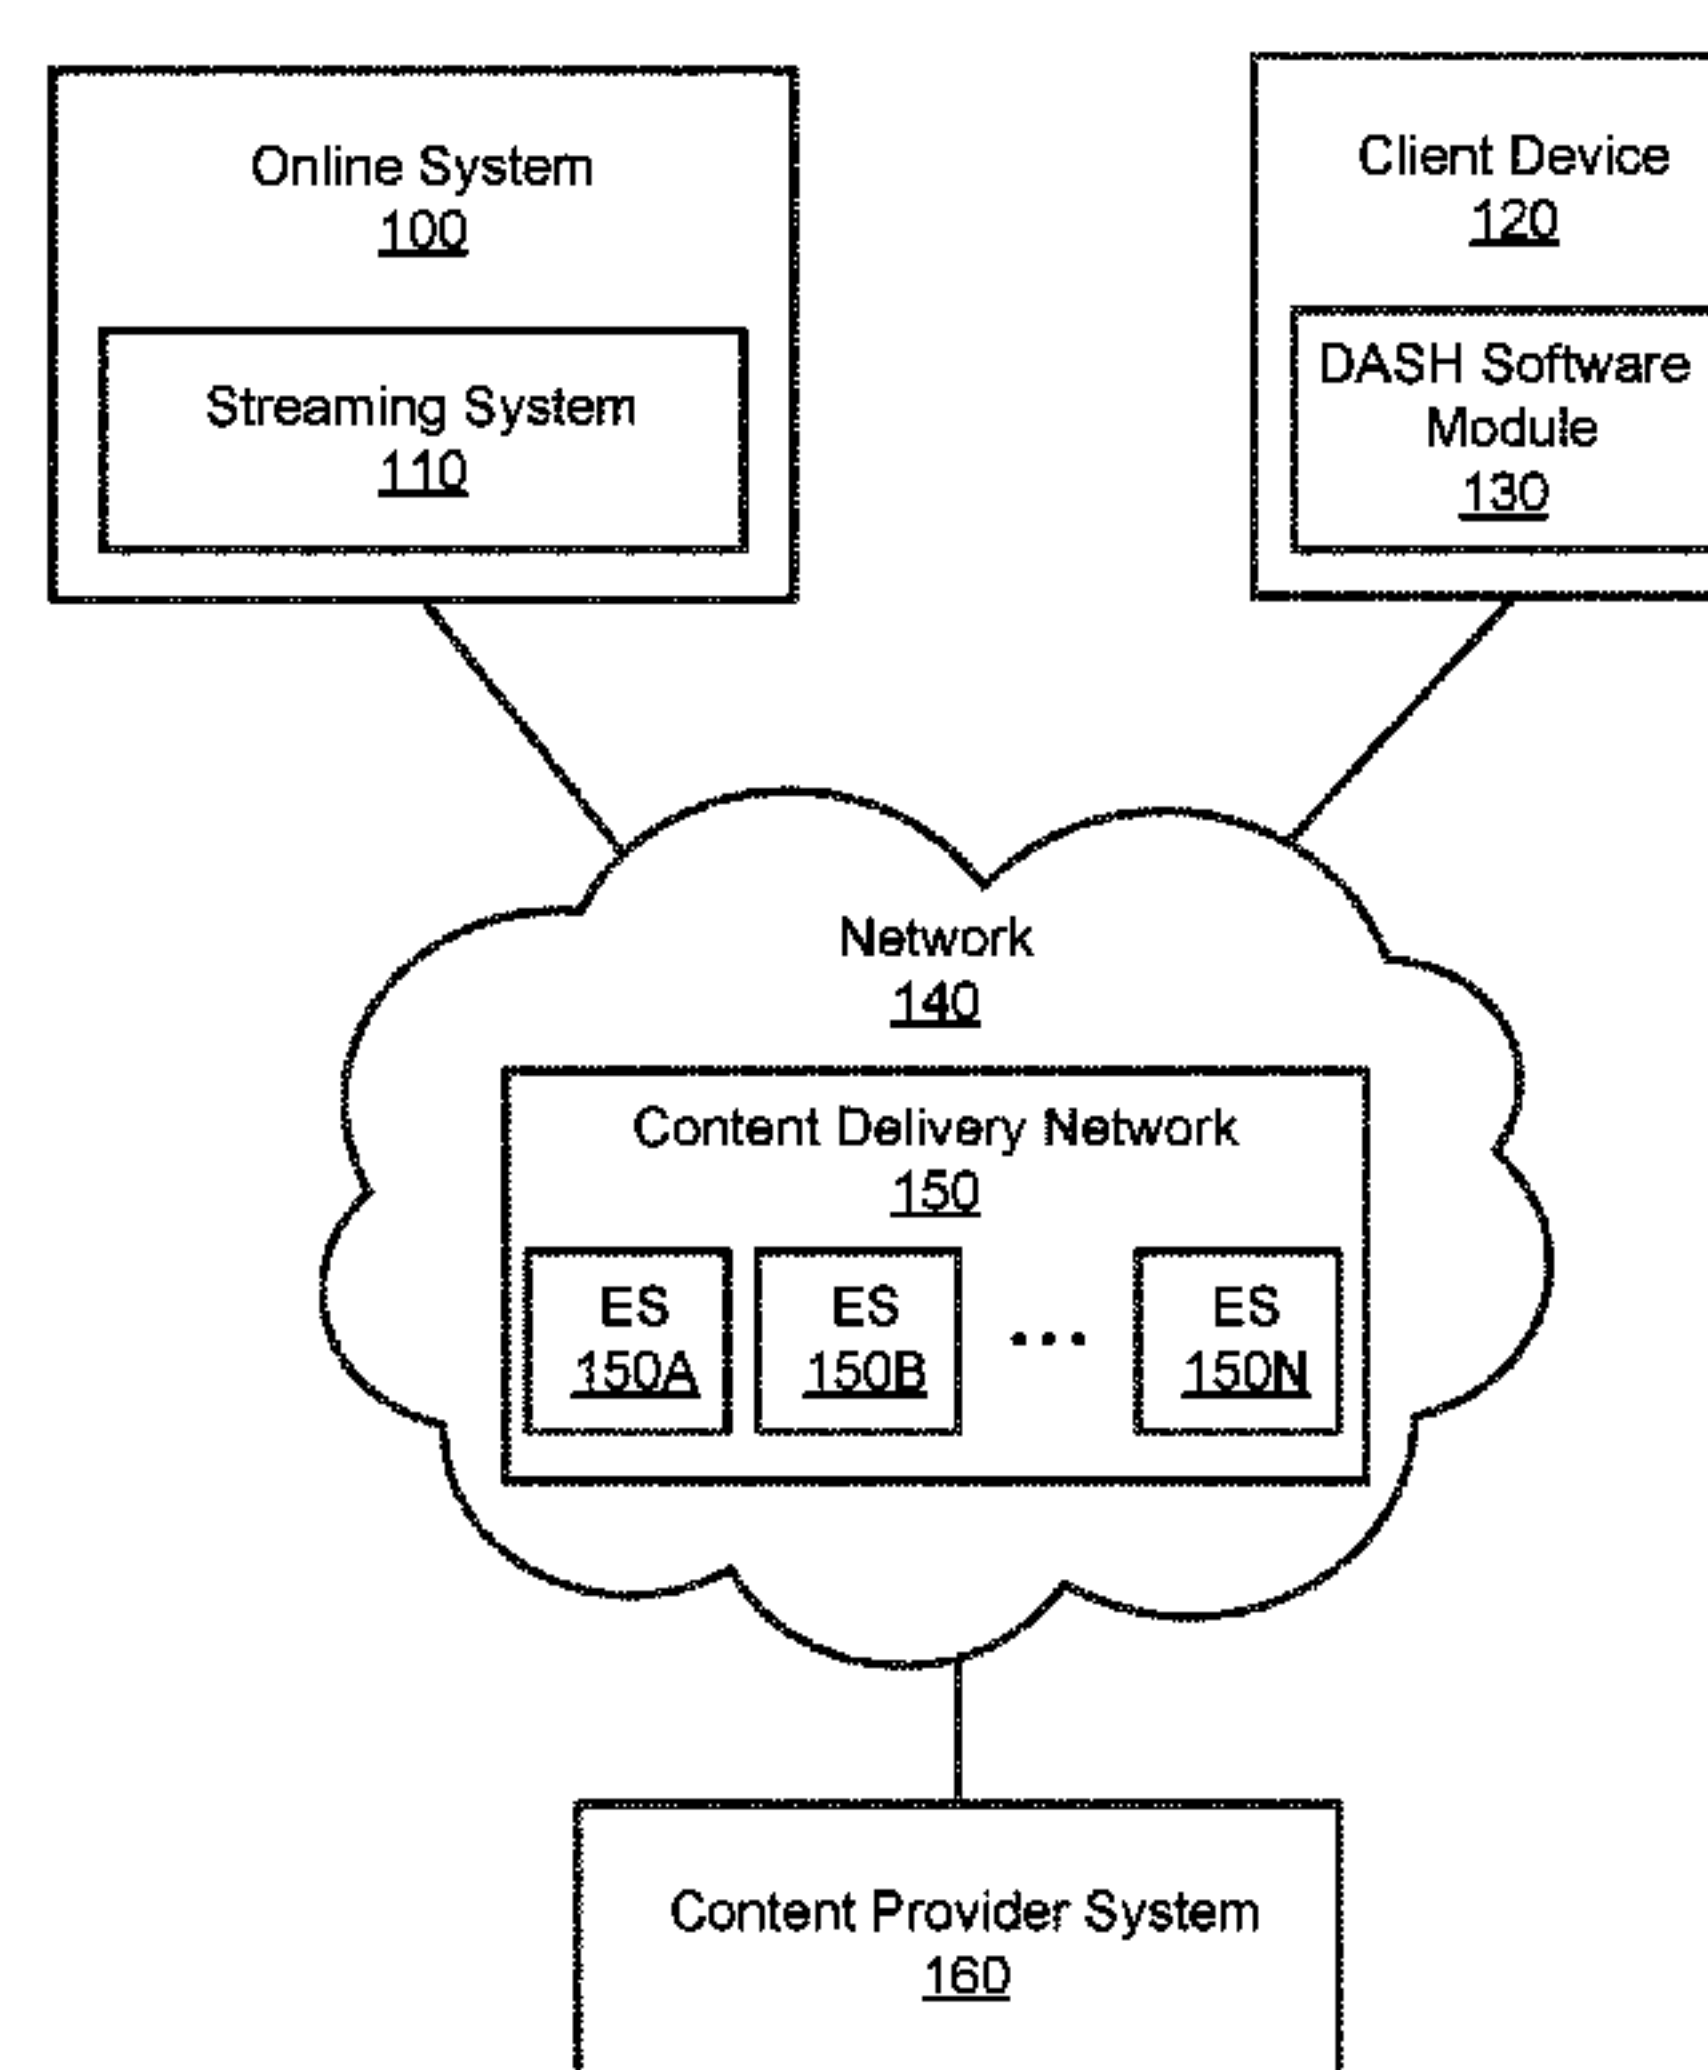 Online System
100
Streaming System
110
Client Device
120
DASH Software
Module
130
Network
140
Content Delivery Network
150
ES
150A
ES
150B
...
ES
150N
Content Provider System
160